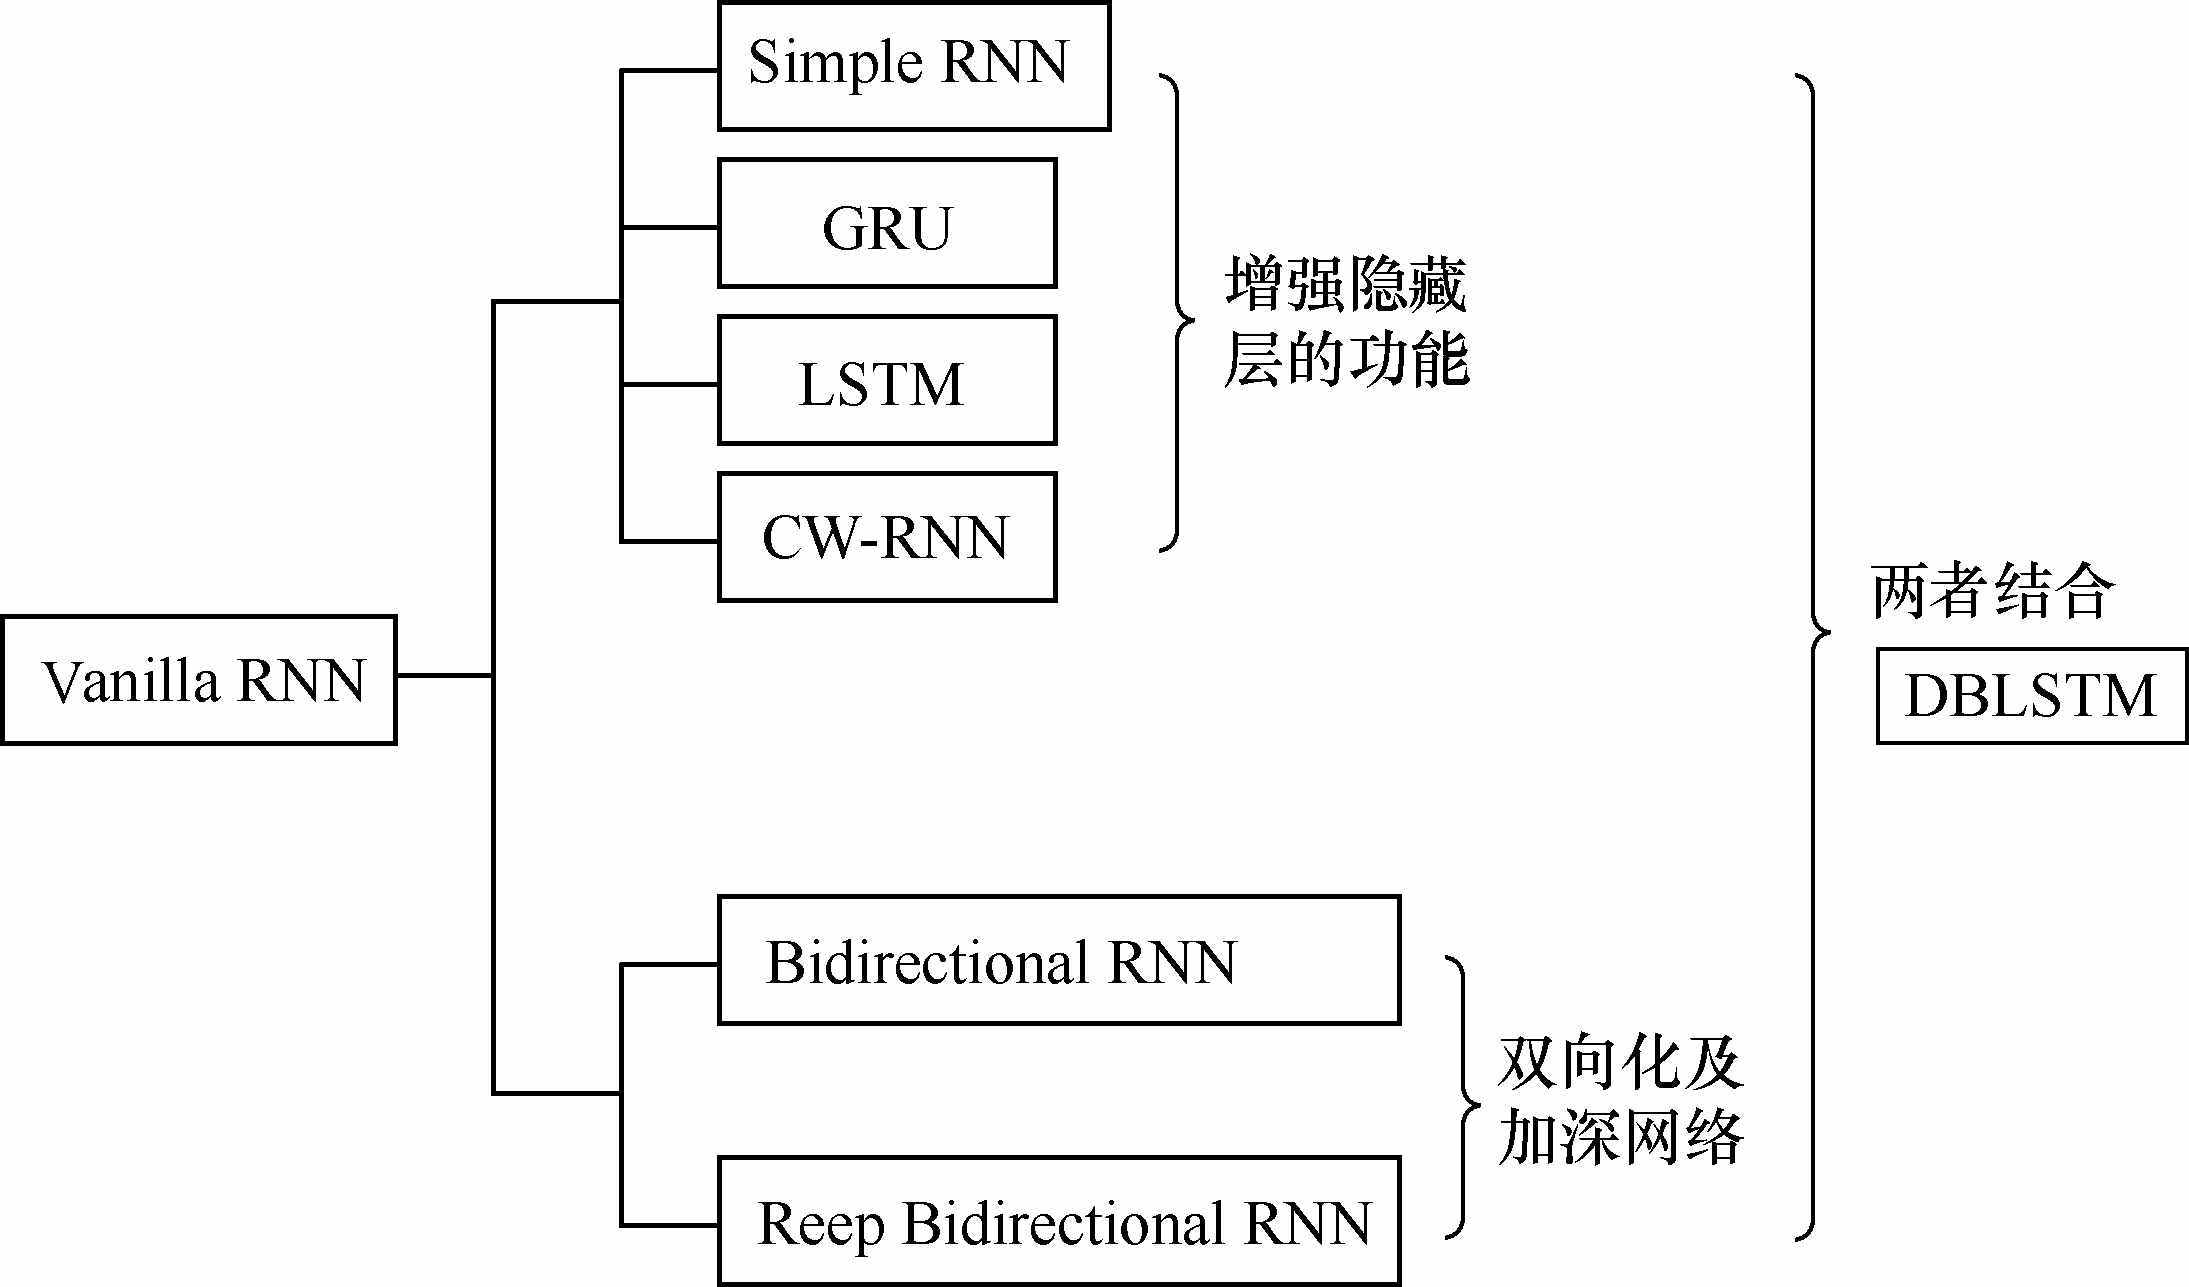 Simple RNN
GRU
LSTM
CW-RNN
增强隐藏
层的功能
Vanilla RNN
两者结合
DBLSTM
Bidirectional RNN
双向化及
加深网络
Reep Bidirectional RNN